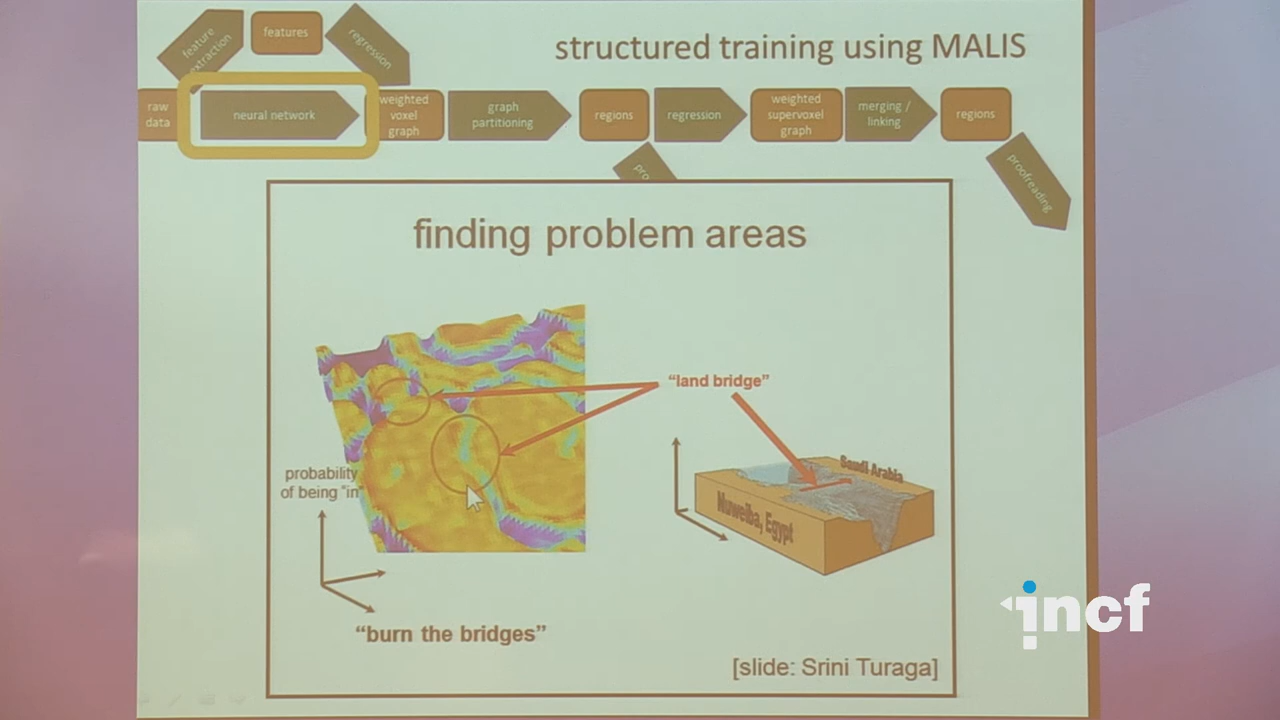 structured training using MALIS
feature
extraction
features
regression
raw
data
neural network
weighted
voxel
graph
graph
partitioning
regions
regression
weighted
supervoxel
graph
merging /
linking
regions
pro
proofreading
finding problem areas
"land bridge"
probability
of being "in"
Saudi Arabia
Nuweiba, Egypt
"burn the bridges"
[slide: Srini Turaga]
incf